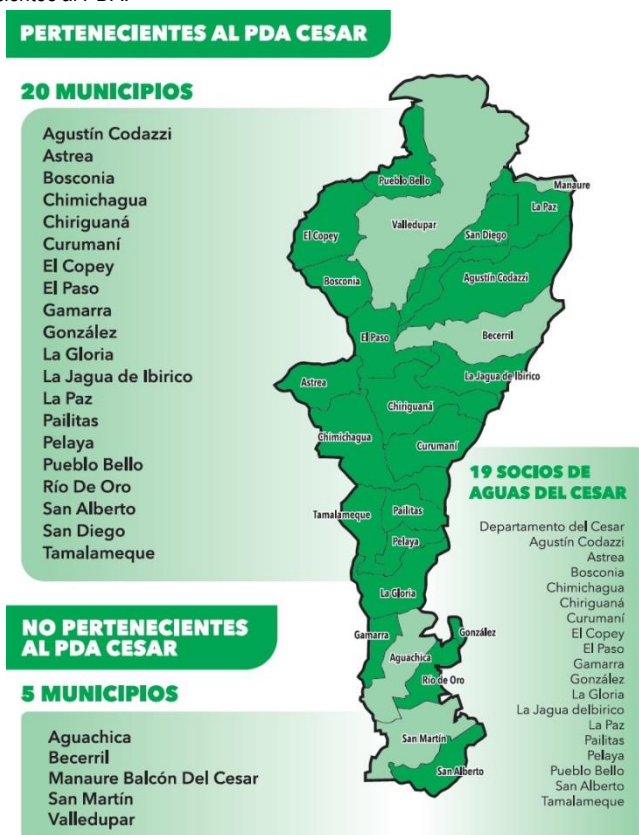 PERTENECIENTES AL PDA CESAR
20 MUNICIPIOS
Agustín Codazzi
Astrea
Bosconia
Chimichagua
Chiriguaná
Curumaní
El Copey
El Paso
Gamarra
González
La Gloria
La Jagua de Ibirico
La Paz
Pailitas
Pelaya
Pueblo Bello
Río De Oro
San Alberto
San Diego
Tamalameque
Pueblo Bello
Manaure
La Paz
Valledupar
San Diego
El Copey
Agustín Codazzi
Bosconia
El Paso
Becerril
La Jagua de Ibirico
Astrea
Chiriguaná
Chimichagua
Curumaní
Tamalameque
Pailitas
Pelaya
La Gloria
Gamarra
González
Aguachica
Río de Oro
San Martín
San Alberto
19 SOCIOS DE
AGUAS DEL CESAR
Departamento del Cesar
Agustín Codazzi
Astrea
Bosconia
Chimichagua
Chiriguaná
Curumaní
El Copey
El Paso
Gamarra
González
La Gloria
La Jagua delbirico
La Paz
Pailitas
Pelaya
Pueblo Bello
San Alberto
Tamalameque
NO PERTENECIENTES
AL PDA CESAR
5 MUNICIPIOS
Aguachica
Becerril
Manaure Balcón Del Cesar
San Martín
Valledupar